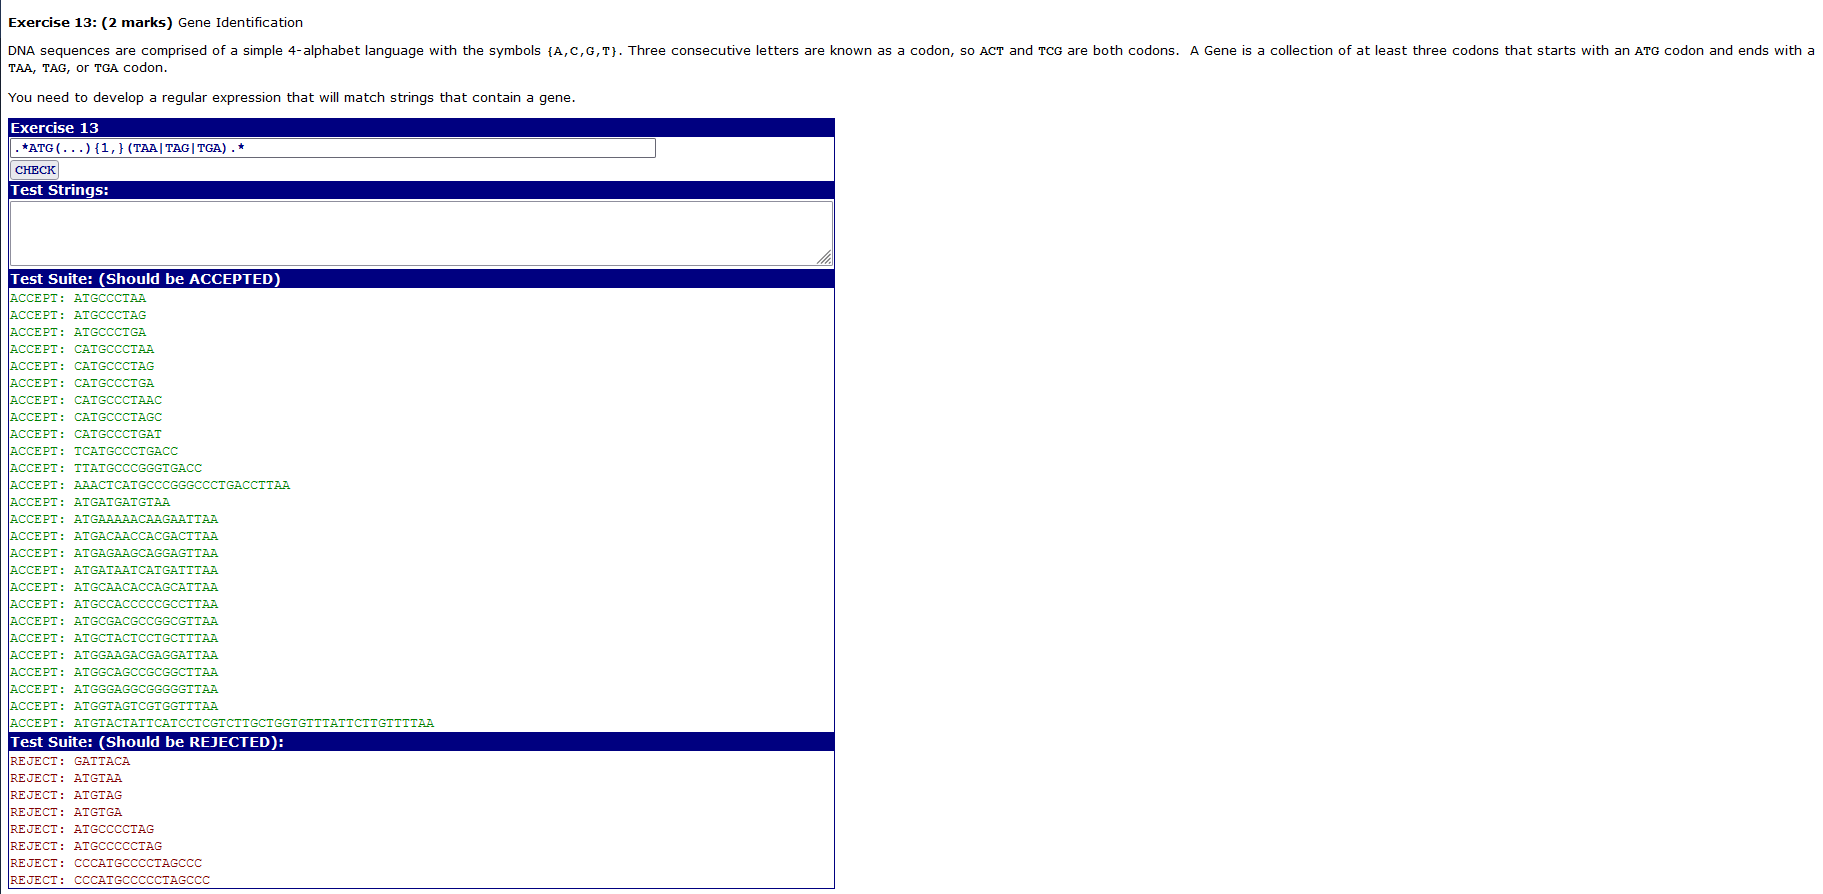 Exercise 13: (2 marks) Gene Identification
DNA sequences are comprised of a simple 4-alphabet language with the symbols {A,C,G,T}. Three consecutive letters are known as a codon, so ACT and TCG are both codons.  A Gene is a collection of at least three codons that starts with an ATG codon and ends with a
TAA, TAG, or TGA codon.
You need to develop a regular expression that will match strings that contain a gene.
Exercise 13
.*ATG(...){1,}(TAA|TAG|TGA).*
CHECK
Test Strings:
Test Suite: (Should be ACCEPTED)
ACCEPT: ATGCCCTAA
ACCEPT: ATGCCCTAG
ACCEPT: ATGCCCTGA
ACCEPT: CATGCCCTAA
ACCEPT: CATGCCCTAG
ACCEPT: CATGCCCTGA
ACCEPT: CATGCCCTAAC
ACCEPT: CATGCCCTAGC
ACCEPT: CATGCCCTGAT
ACCEPT: TCATGCCCTGACC
ACCEPT: TTATGCCCGGGTGACC
ACCEPT: AAACTCATGCCCGGGCCCTGACCTTAA
ACCEPT: ATGATGATGTAA
ACCEPT: ATGAAAAACAAGAATTAA
ACCEPT: ATGACAACCACGACTTAA
ACCEPT: ATGAGAAGCAGGAGTTAA
ACCEPT: ATGATAATCATGATTTAA
ACCEPT: ATGCAACACCAGCATTAA
ACCEPT: ATGCCACCCCCGCCTTAA
ACCEPT: ATGCGACGCCGGCGTTAA
ACCEPT: ATGCTACTCCTGCTTTAA
ACCEPT: ATGGAAGACGAGGATTAA
ACCEPT: ATGGCAGCCGCGGCTTAA
ACCEPT: ATGGGAGGCGGGGGTTAA
ACCEPT: ATGGTAGTCGTGGTTTAA
ACCEPT: ATGTACTATTCATCCTCGTCTTGCTGGTGTTTATTCTTGTTTTAA
Test Suite: (Should be REJECTED):
REJECT: GATTACA
REJECT: ATGTAA
REJECT: ATGTAG
REJECT: ATGTGA
REJECT: ATGCCCCTAG
REJECT: ATGCCCCCTAG
REJECT: CCCATGCCCCTAGCCC
REJECT: CCCATGCCCCCTAGCCC